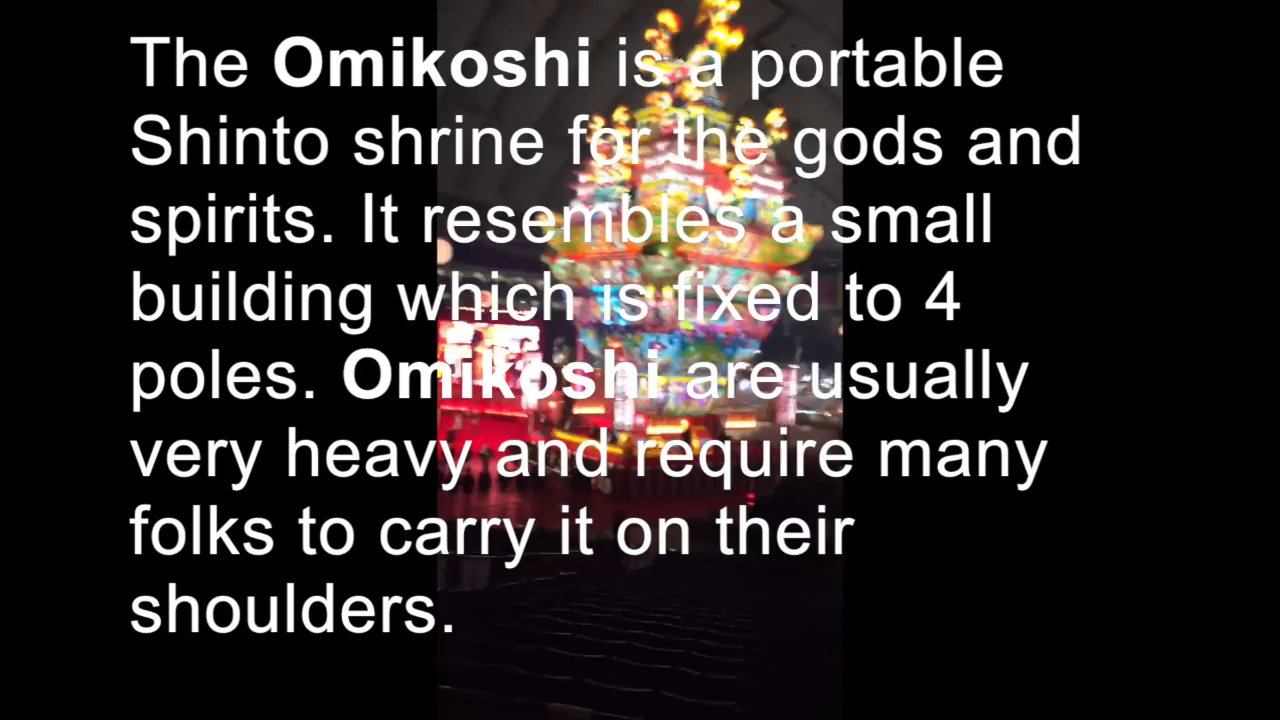 The Omikoshi is a portable
Shinto shrine for the gods and
spirits. It resembles a small
building which is fixed to 4
poles. Omikoshi are usually
very heavy and require many
folks to carry it on their
shoulders.